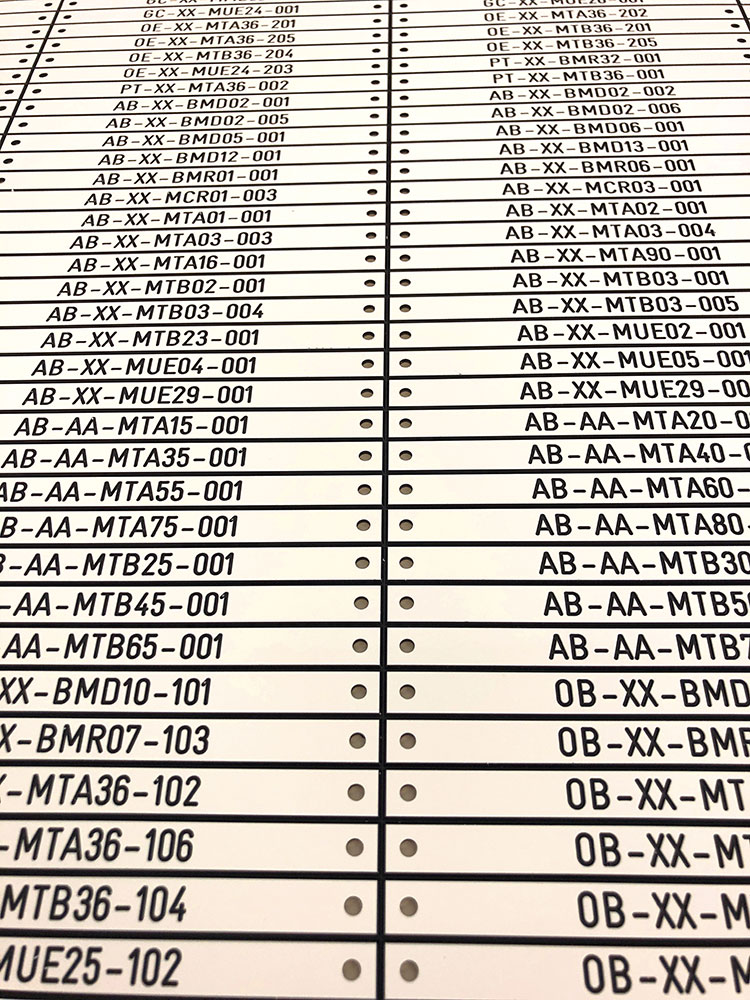 GC-XX-MUE24-001
OE-XX-MTA36-201 OE-XX-MTA36-202
OE-XX-MTA36-205 OE-XX-MTB36-201
OE-XX-MTB36-204 OE-XX-MTB36-205
OE-XX-MUE24-203 PT-XX-BMR32-001
PT-XX-MTA36-002 PT-XX-MTB36-001
AB-XX-BMD02-001 AB-XX-BMD02-002
AB-XX-BMD02-005 AB-XX-BMD02-006
AB-XX-BMD05-001 AB-XX-BMD06-001
AB-XX-BMD12-001 AB-XX-BMD13-001
AB-XX-BMR01-001 AB-XX-BMR06-001
AB-XX-MCR01-003 AB-XX-MCR03-001
AB-XX-MTA01-001 AB-XX-MTA02-001
AB-XX-MTA03-003 AB-XX-MTA03-004
AB-XX-MTA16-001 AB-XX-MTA90-001
AB-XX-MTB02-001 AB-XX-MTB03-001
AB-XX-MTB03-004 AB-XX-MTB03-005
AB-XX-MTB23-001 AB-XX-MUE02-001
AB-XX-MUE04-001 AB-XX-MUE05-001
AB-XX-MUE29-001 AB-XX-MUE29-00
AB-AA-MTA15-001 AB-AA-MTA20-0
AB-AA-MTA35-001 AB-AA-MTA40-0
AB-AA-MTA55-001 AB-AA-MTA60-
B-AA-MTA75-001 AB-AA-MTA80-
B-AA-MTB25-001 AB-AA-MTB30
-AA-MTB45-001 AB-AA-MTB50
AA-MTB65-001 AB-AA-MTB7
XX-BMD10-101 OB-XX-BMD
X-BMR07-103 OB-XX-BMR
X-MTA36-102 OB-XX-MT
-MTA36-106 OB-XX-MT
MTB36-104 OB-XX-M
MUE25-102 OB-XX-M